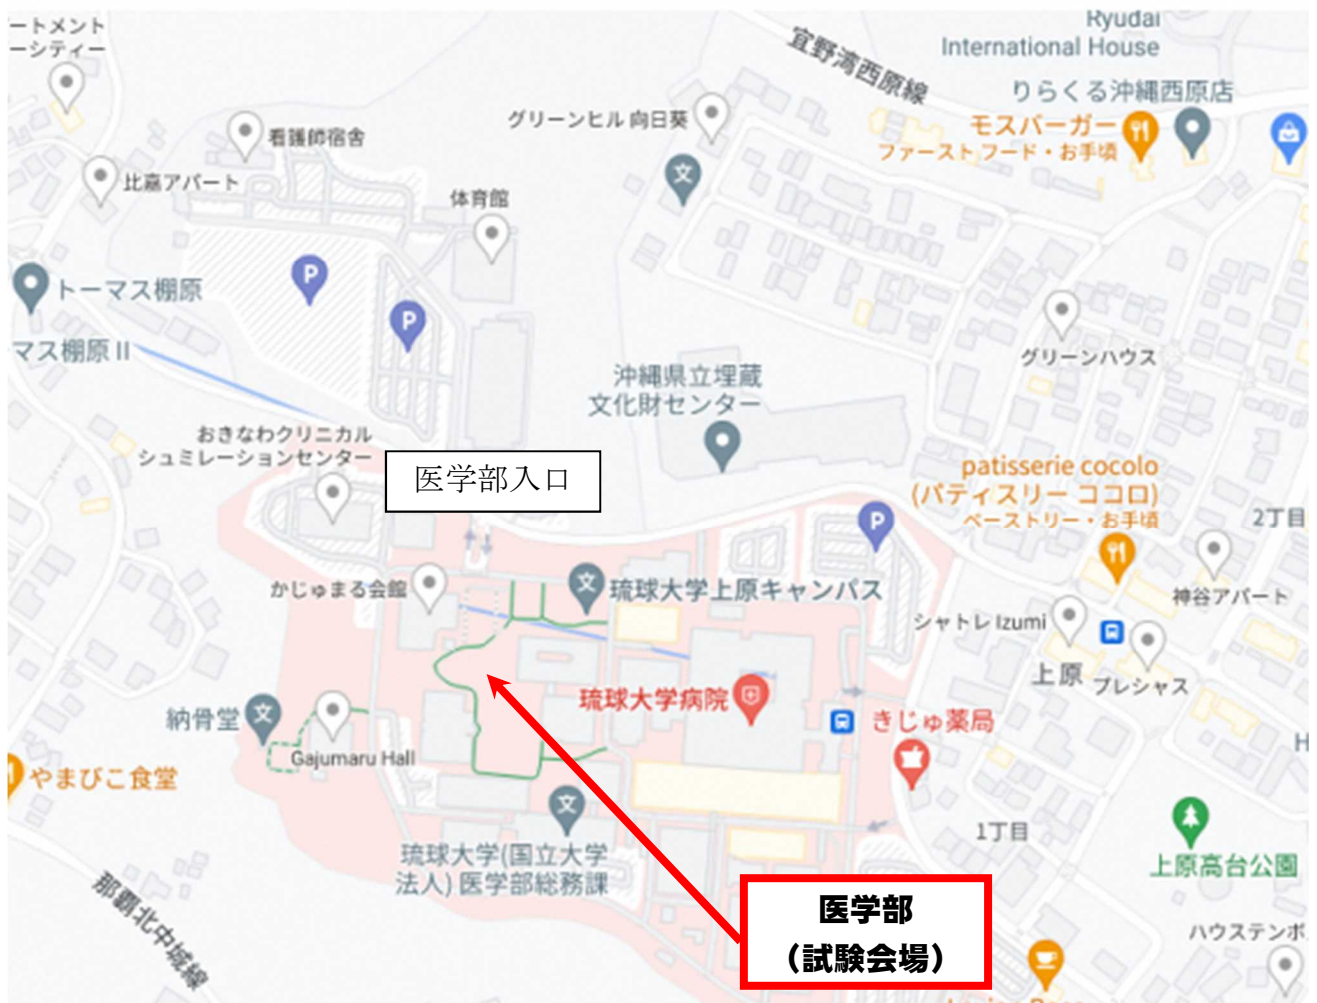 ートメント
ーシティー
Ryudai
International House
宜野湾西原線
りらくる沖縄西原店
グリーンヒル 向日葵
モスバーガー
ファーストフード・お手頃
看護師宿舎
比嘉アパート
体育館
トーマス棚原
マス棚原 II
グリーンハウス
沖縄県立埋蔵
文化財センター
おきなわクリニカル
シュミレーションセンター
医学部入口
patisserie cocolo
(パティスリー ココロ)
ペーストリー・お手頃
2丁目
かじゅまる会館
琉球大学上原キャンパス
神谷アパート
シャトレ Izumi
上原
プレシャス
琉球大学病院
納骨堂
きじゅ薬局
Gajumaru Hall
やまびこ食堂
H
1丁目
琉球大学(国立大学
法人) 医学部総務課
上原高台公園
那覇北中城線
医学部
（試験会場）
ハウステンボ